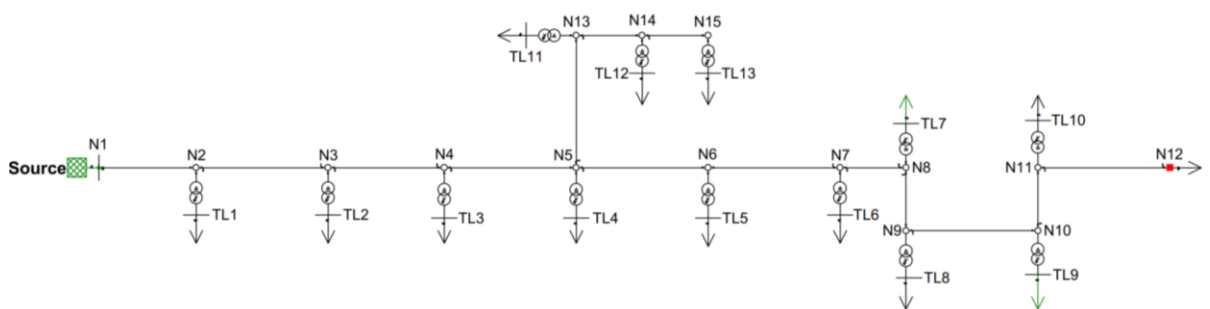 N13 N14 N15
TL11 TL12 TL13
TL7 TL10
N1 N2 N3 N4 N5 N6 N7 N8 N11 N12
Source
TL1 TL2 TL3 TL4 TL5 TL6
N9 N10
TL8 TL9